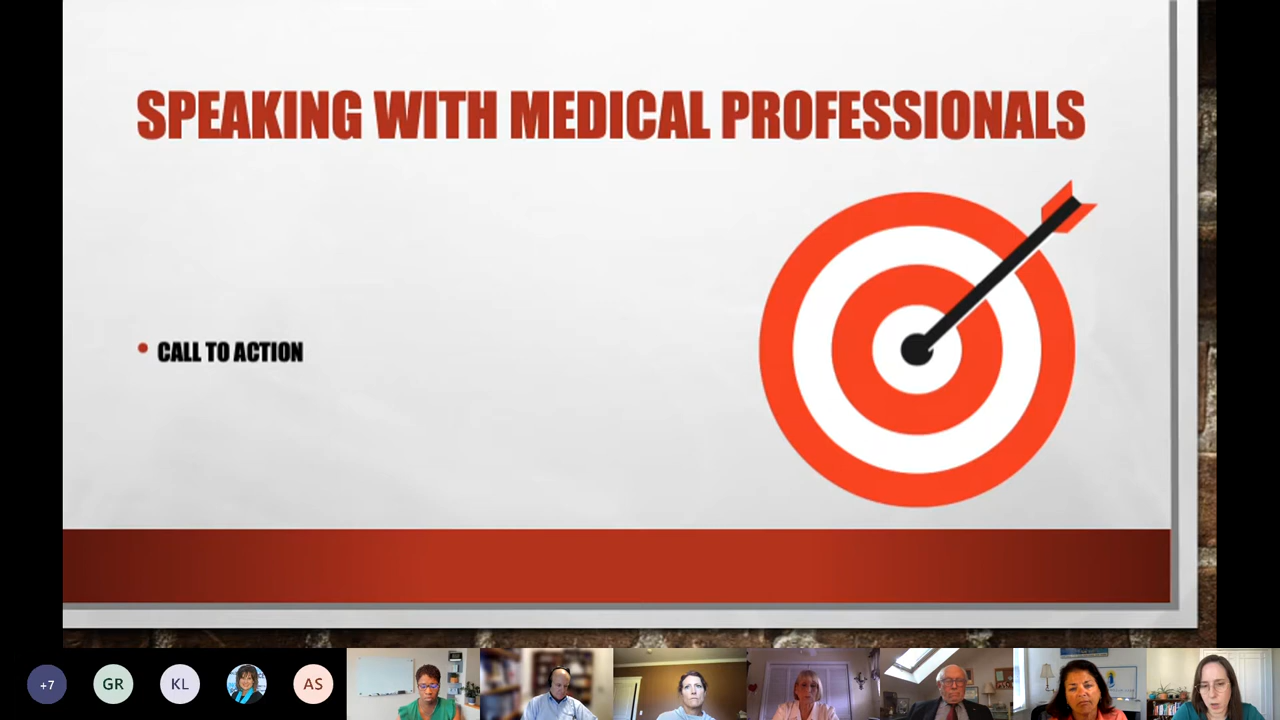 SPEAKING WITH MEDICAL PROFESSIONALS
• CALL TO ACTION
+7
GR
KL
AS